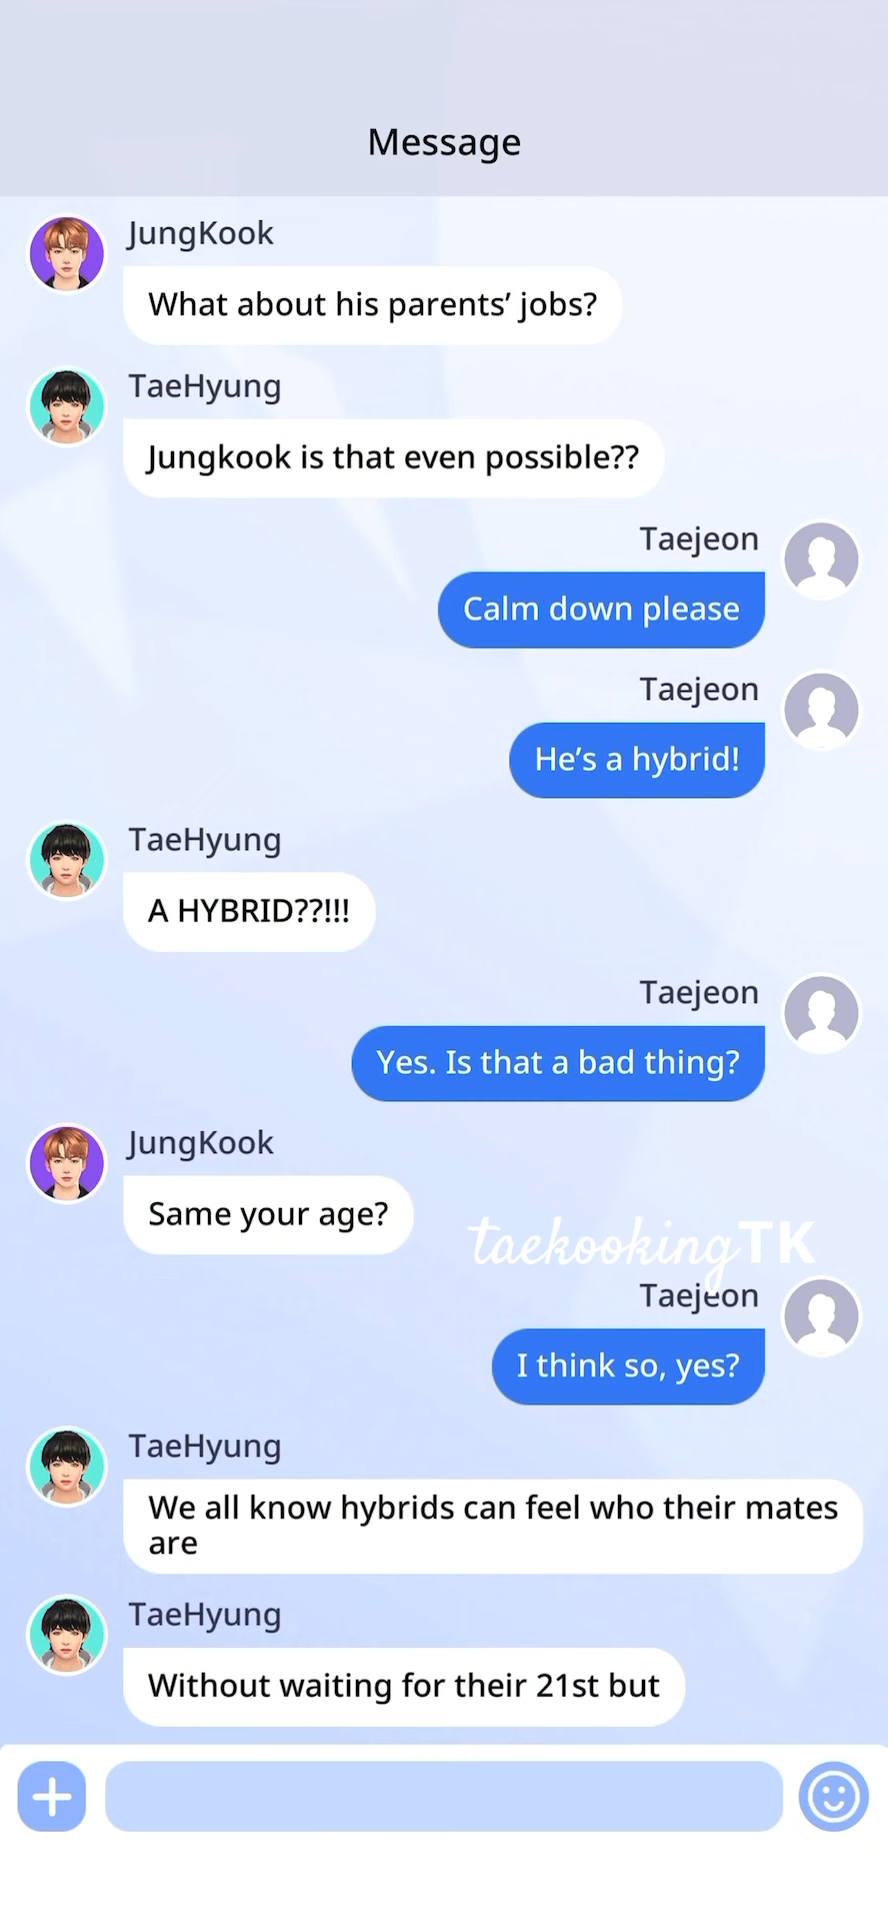 Message
JungKook
What about his parents’ jobs?
TaeHyung
Jungkook is that even possible??
Taejeon
Calm down please
Taejeon
He’s a hybrid!
TaeHyung
A HYBRID??!!!
Taejeon
Yes. Is that a bad thing?
JungKook
Same your age?
taekookingTK
Taejeon
I think so, yes?
TaeHyung
We all know hybrids can feel who their mates
are
TaeHyung
Without waiting for their 21st but